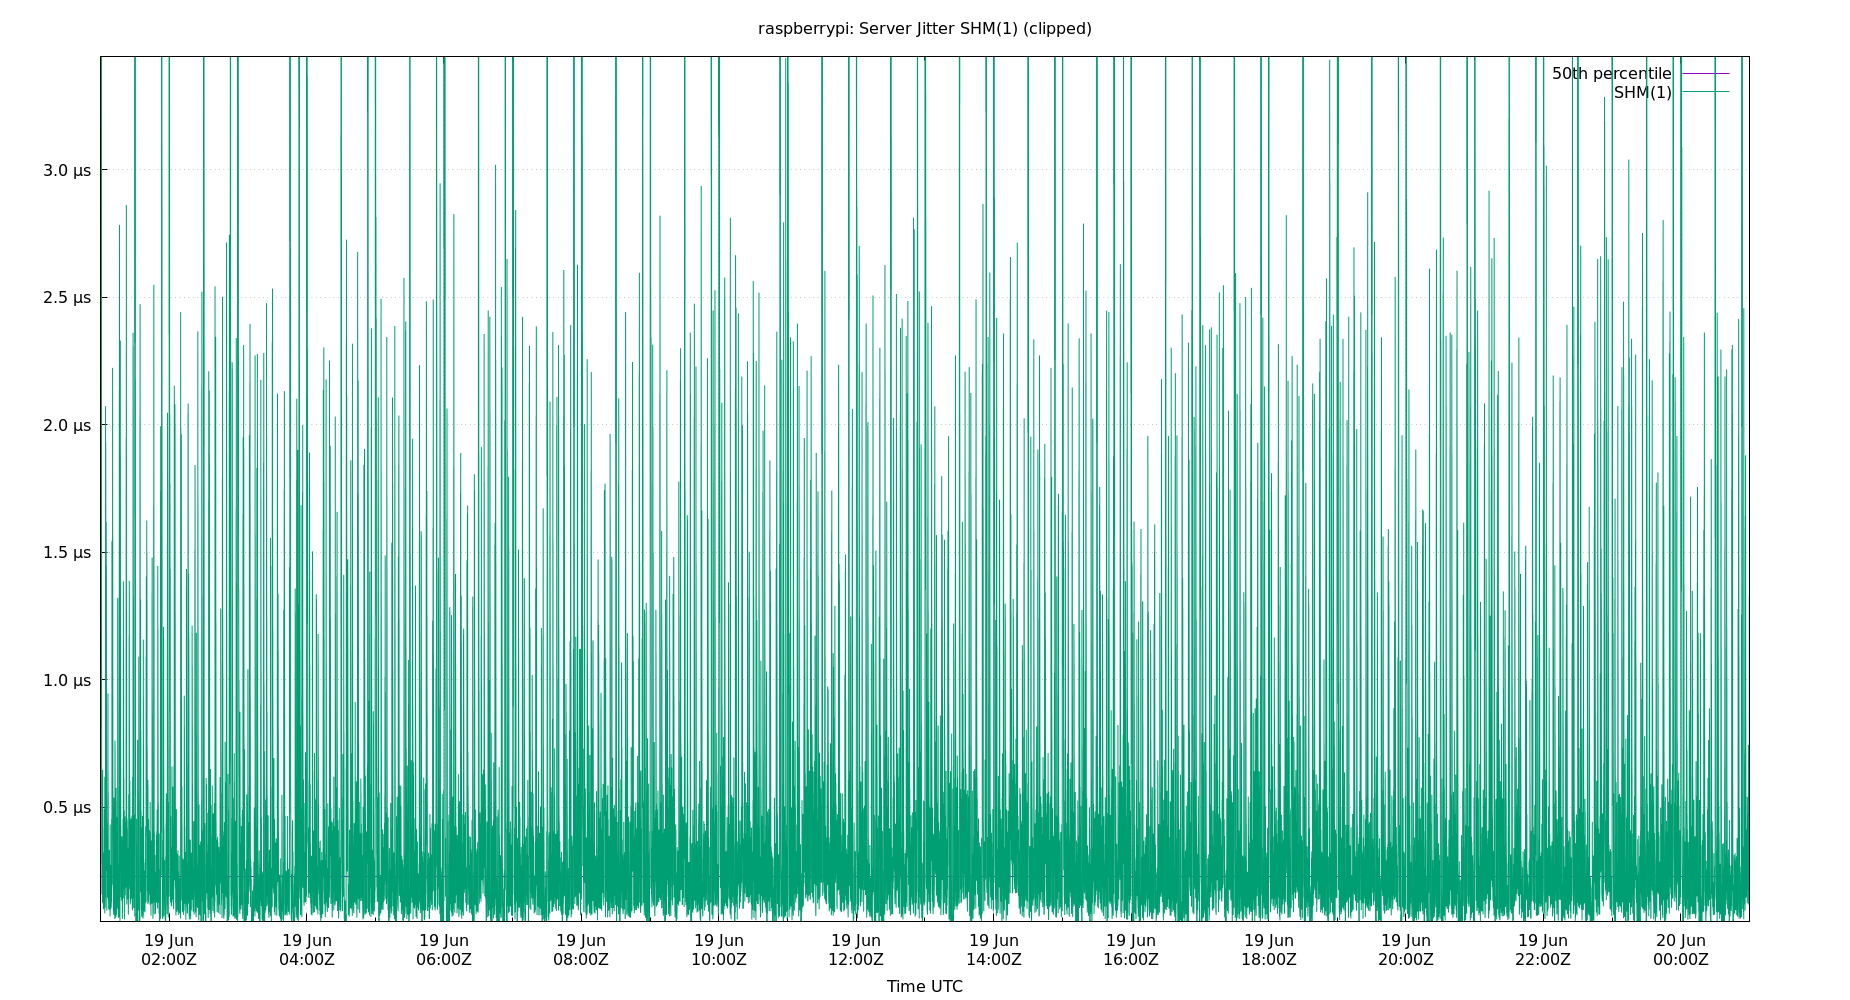 raspberrypi: Server Jitter SHM(1) (clipped)
50th percentile
SHM(1)
3.0 µs
2.5 µs
2.0 µs
1.5 µs
1.0 µs
0.5 µs
19 Jun 19 Jun 19 Jun 19 Jun 19 Jun 19 Jun 19 Jun 19 Jun 19 Jun 19 Jun 19 Jun 20 Jun
02:00Z 04:00Z 06:00Z 08:00Z 10:00Z 12:00Z 14:00Z 16:00Z 18:00Z 20:00Z 22:00Z 00:00Z
Time UTC